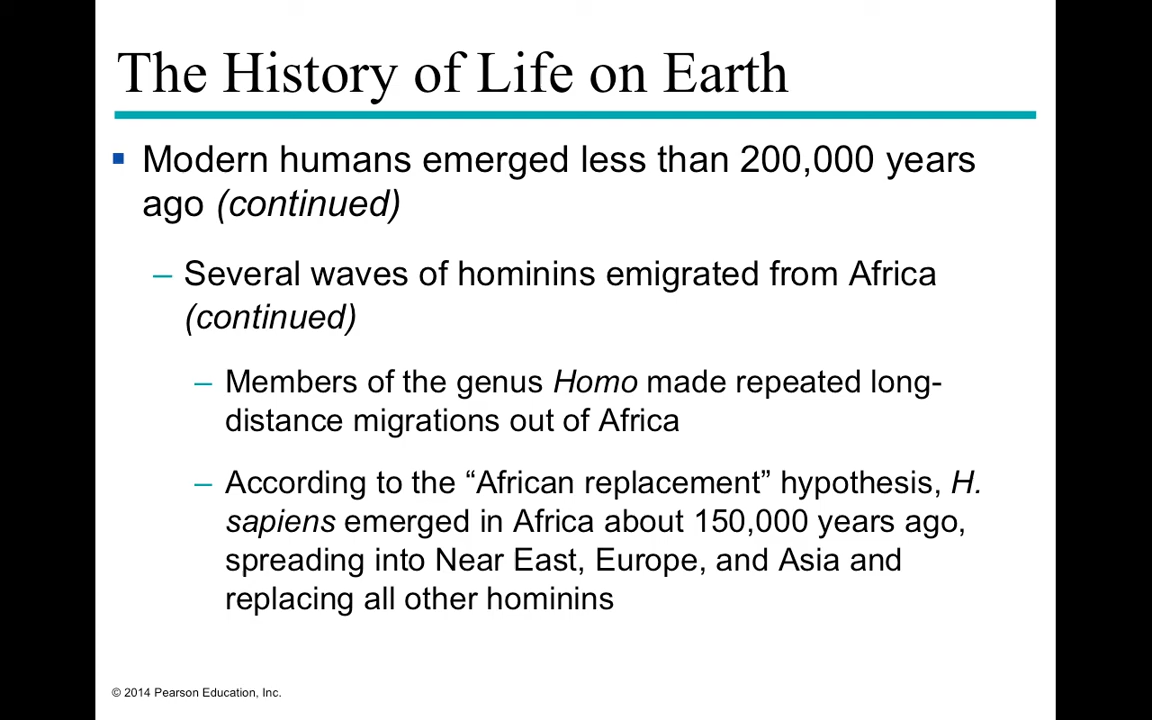 The History of Life on Earth
▪ Modern humans emerged less than 200,000 years
ago (continued)
– Several waves of hominins emigrated from Africa
(continued)
– Members of the genus Homo made repeated long-
distance migrations out of Africa
– According to the “African replacement” hypothesis, H.
sapiens emerged in Africa about 150,000 years ago,
spreading into Near East, Europe, and Asia and
replacing all other hominins
© 2014 Pearson Education, Inc.